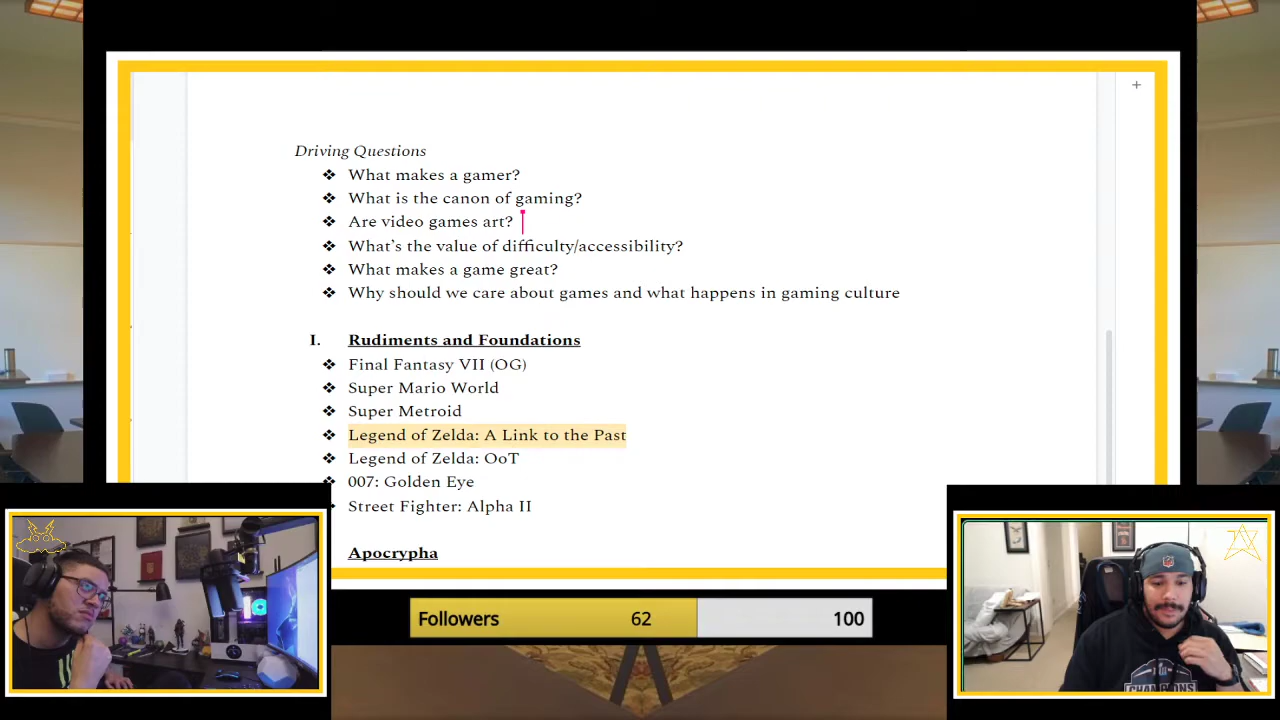 Driving Questions
❖ What makes a gamer?
❖ What is the canon of gaming?
❖ Are video games art?
❖ What's the value of difficulty/accessibility?
❖ What makes a game great?
❖ Why should we care about games and what happens in gaming culture
I. Rudiments and Foundations
❖ Final Fantasy VII (OG)
❖ Super Mario World
❖ Super Metroid
❖ Legend of Zelda: A Link to the Past
❖ Legend of Zelda: OoT
❖ 007: Golden Eye
Street Fighter: Alpha II
Apocrypha
Followers 62 100
CHAMPIONS